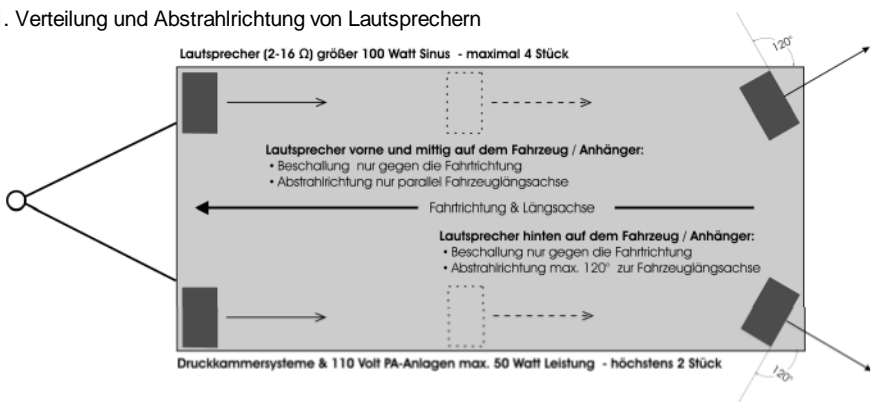 . Verteilung und Abstrahlrichtung von Lautsprechern
120°
Lautsprecher (2-16 Ω) größer 100 Watt Sinus - maximal 4 Stück
Lautsprecher vorne und mittig auf dem Fahrzeug / Anhänger:
• Beschallung nur gegen die Fahrtrichtung
• Abstrahlrichtung nur parallel Fahrzeuglängsachse
Fahrtrichtung & Längsachse
Lautsprecher hinten auf dem Fahrzeug / Anhänger:
• Beschallung nur gegen die Fahrtrichtung
• Abstrahlrichtung max. 120° zur Fahrzeuglängsachse
Druckkammersysteme & 110 Volt PA-Anlagen max. 50 Watt Leistung - höchstens 2 Stück
120°